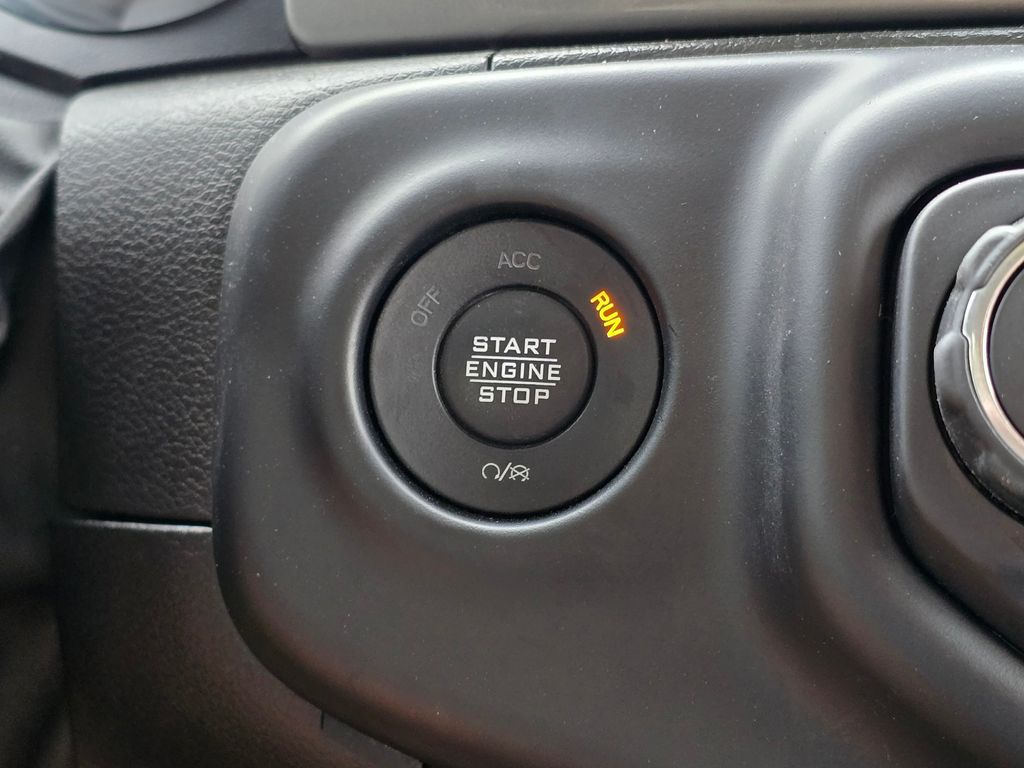 ACC
OFF
RUN
START
ENGINE
STOP